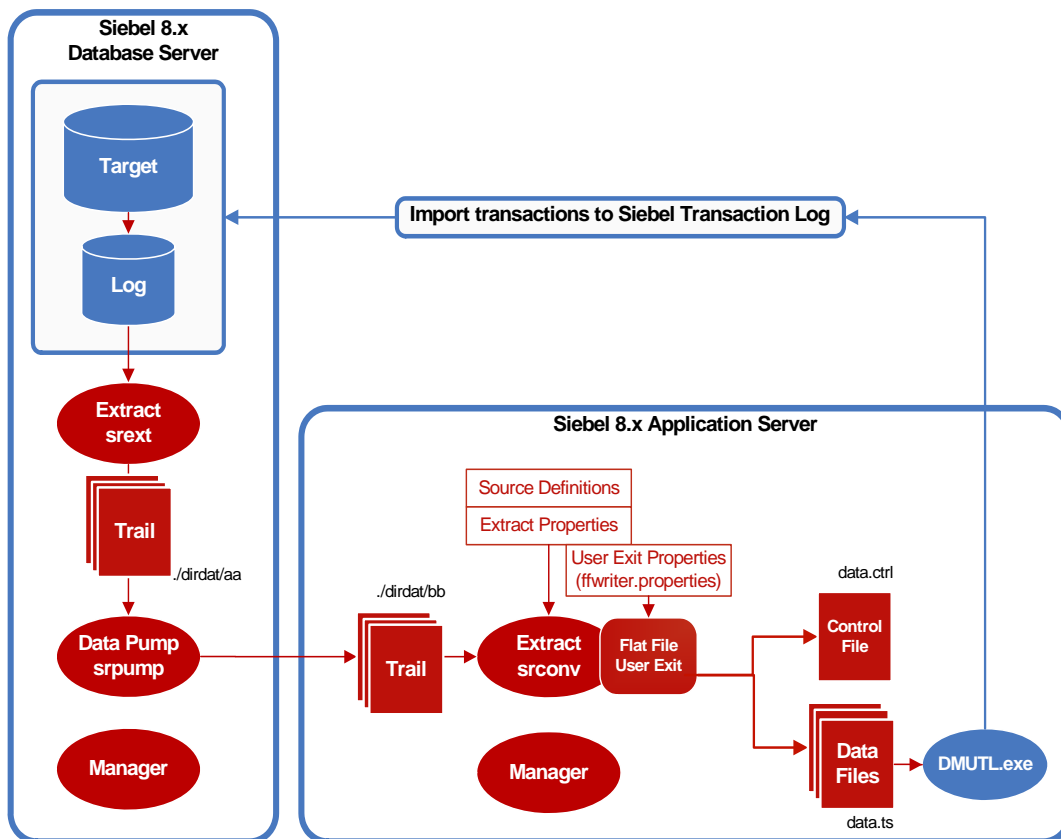 Siebel 8.x
Database Server
Target
Import transactions to Siebel Transaction Log
Log
Extract
srext
Trail
./dirdat/aa
Data Pump
srpump
Manager
Siebel 8.x Application Server
Source Definitions
Extract Properties
User Exit Properties
(ffwriter.properties)
./dirdat/bb
Trail
Extract
srconv
Flat File
User Exit
data.ctrl
Control
File
Manager
Data
Files
data.ts
DMUTL.exe